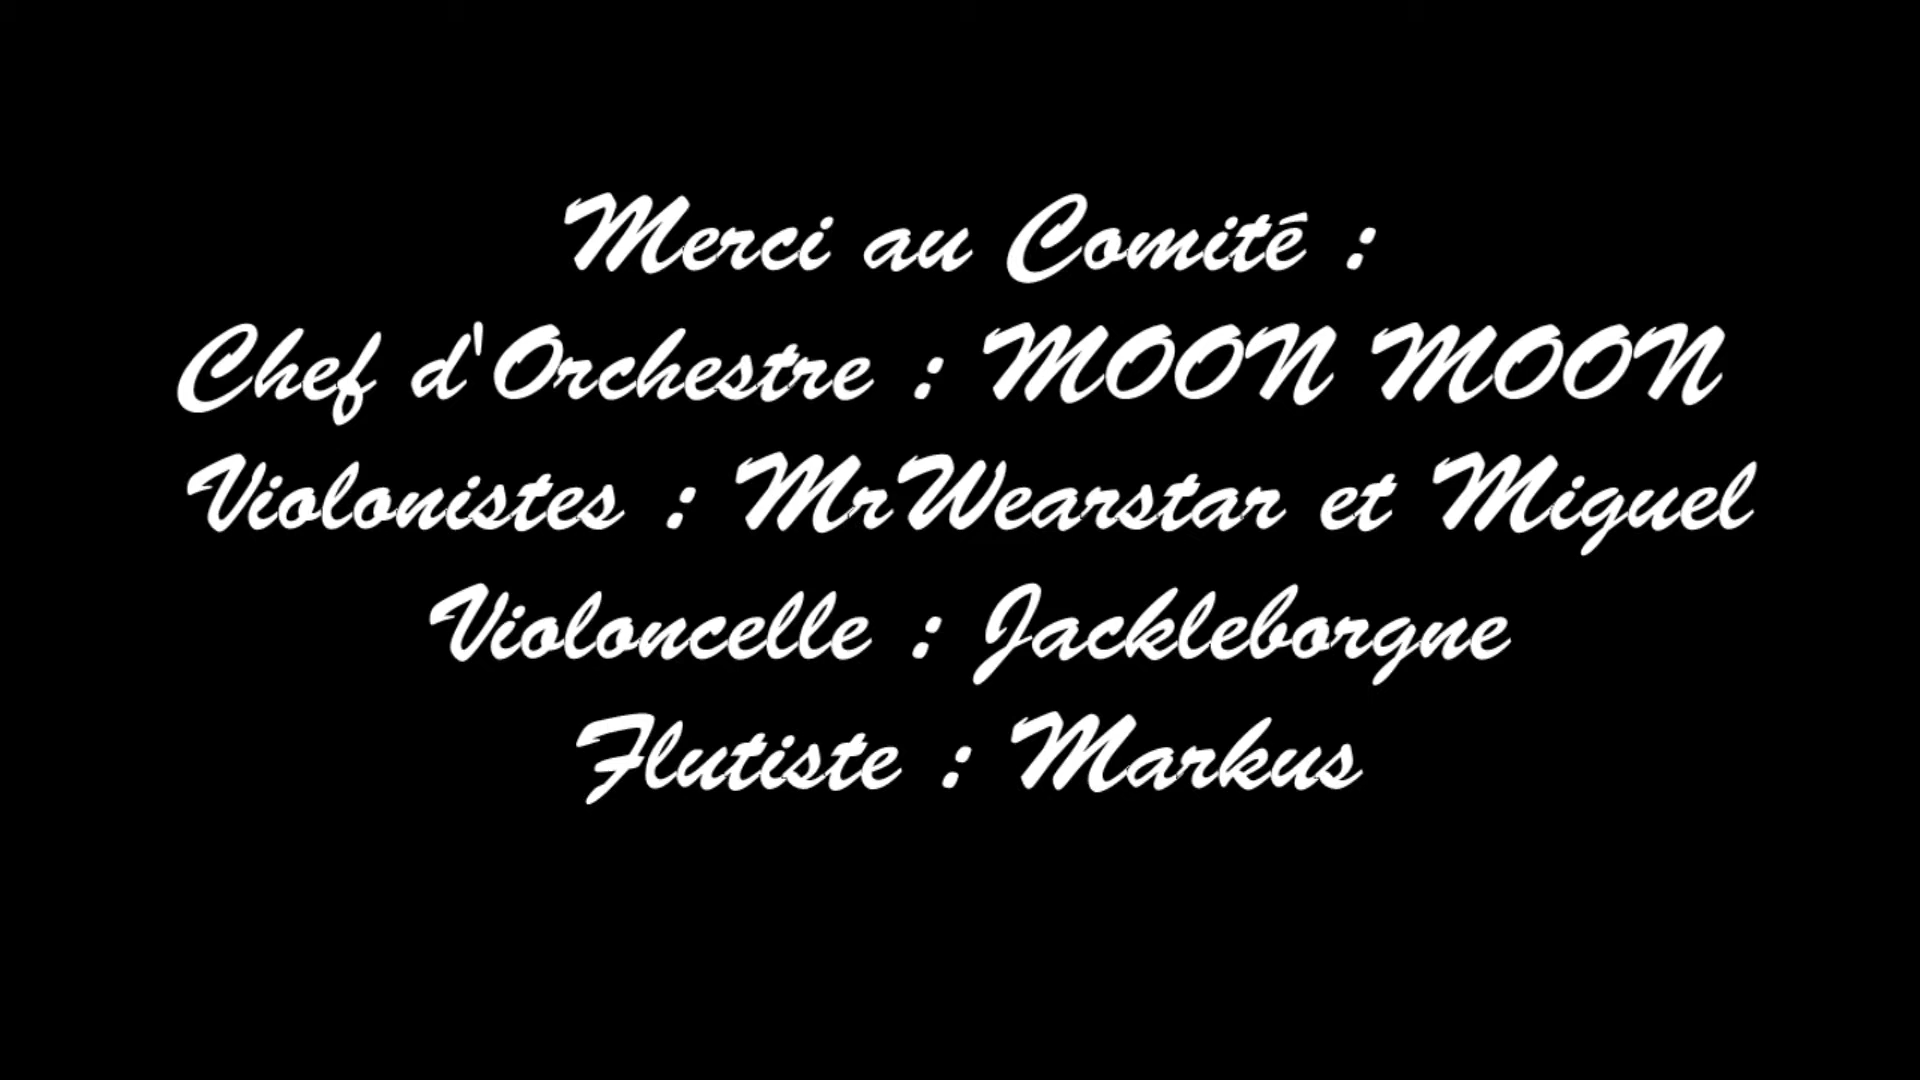 Merci au Comité :
Chef d'Orchestre : MOON MOON
Violonistes : MrWearstar et Miguel
Violoncelle : Jackleborgne
Flutiste : Markus